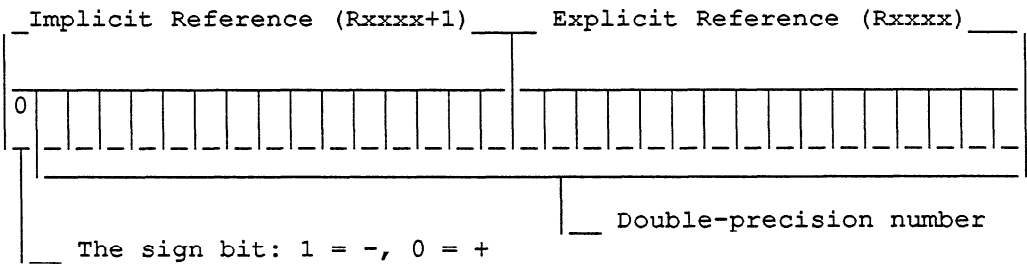 Implicit Reference (Rxxxx+1) Explicit Reference (Rxxxx)
0
Double-precision number
The sign bit: 1 = -, 0 = +